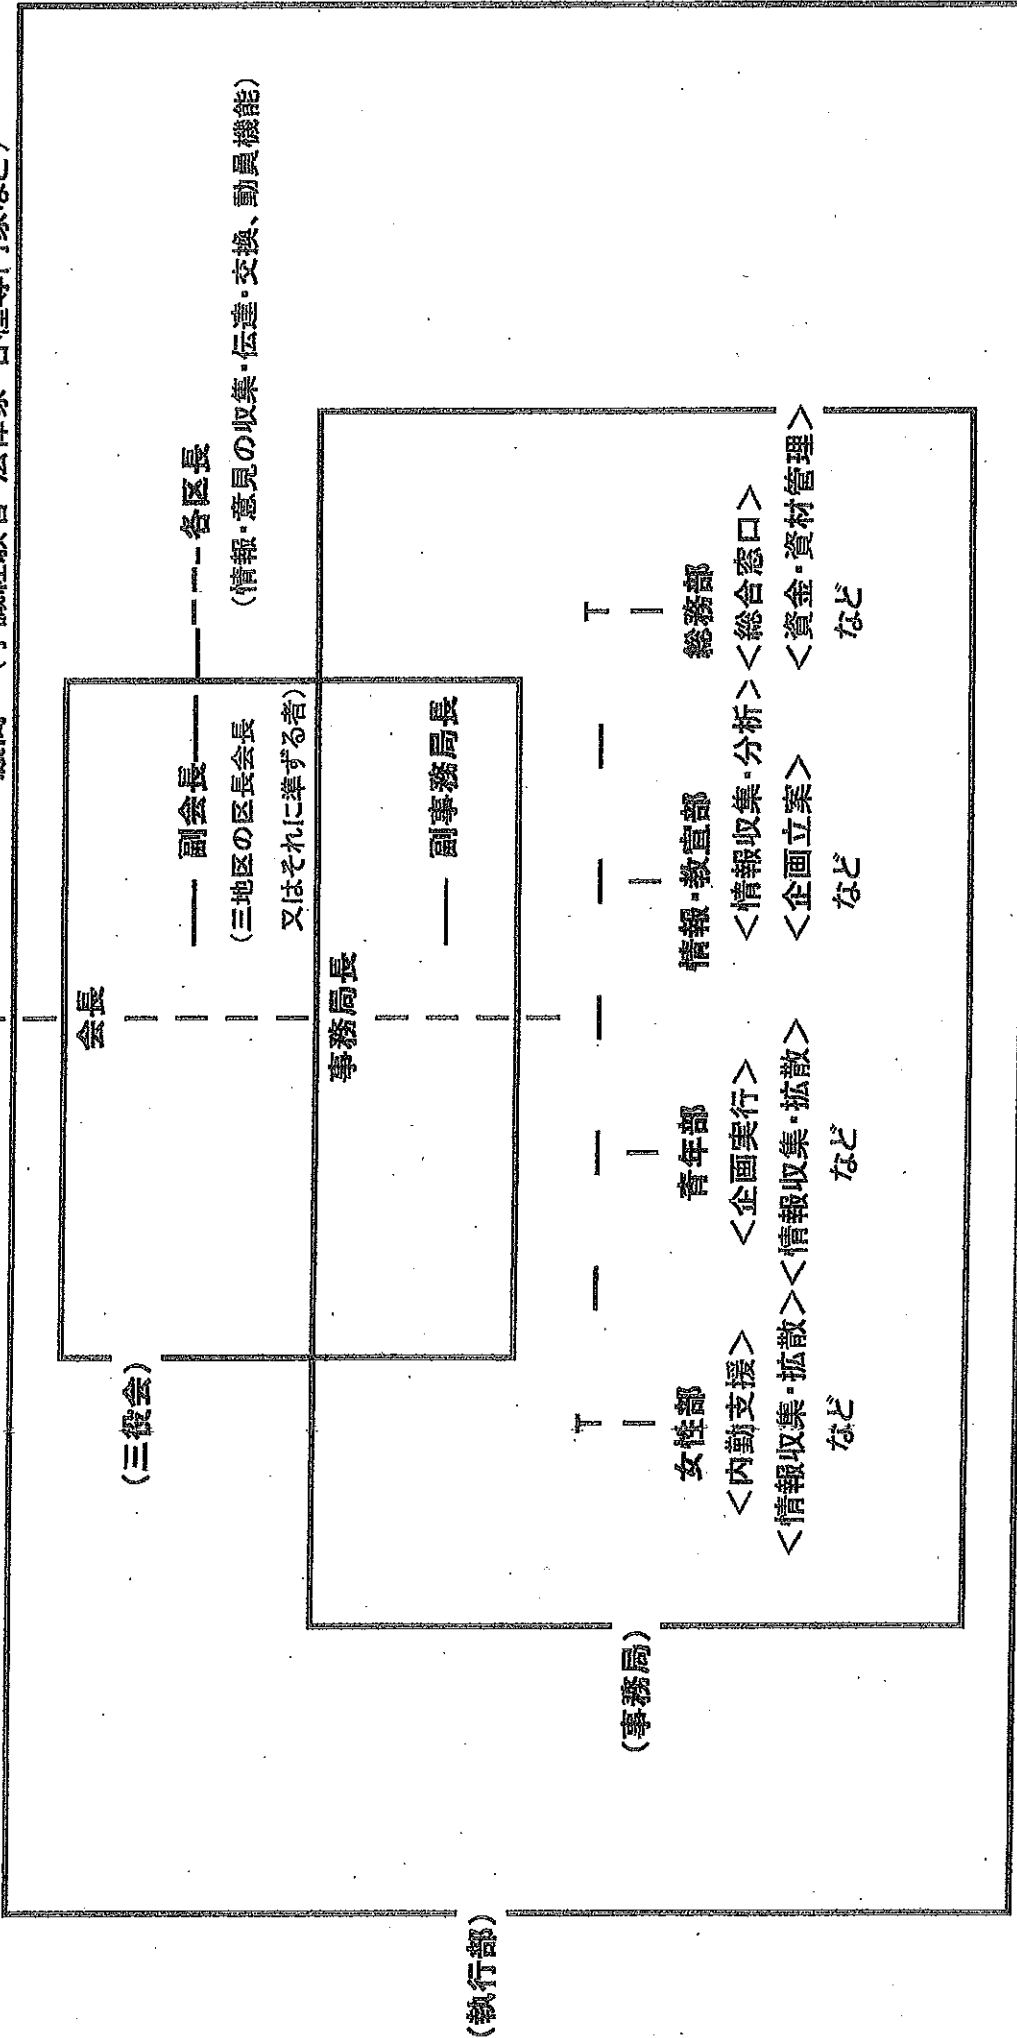 会長
(三役会)
副会長 各区長
(三地区の区長会長
又はそれに準ずる者)
(情報・意見の収集・伝達・交換、動員機能)
事務局長
副事務局長
(執行部)
(事務局)
女性部 青年部 情報・教宣部 総務部
<内勤支援> <企画実行> <情報収集・分析> <総合窓口>
<情報収集・拡散> <情報収集・拡散> <企画立案> <資金・資材管理>
など など など など